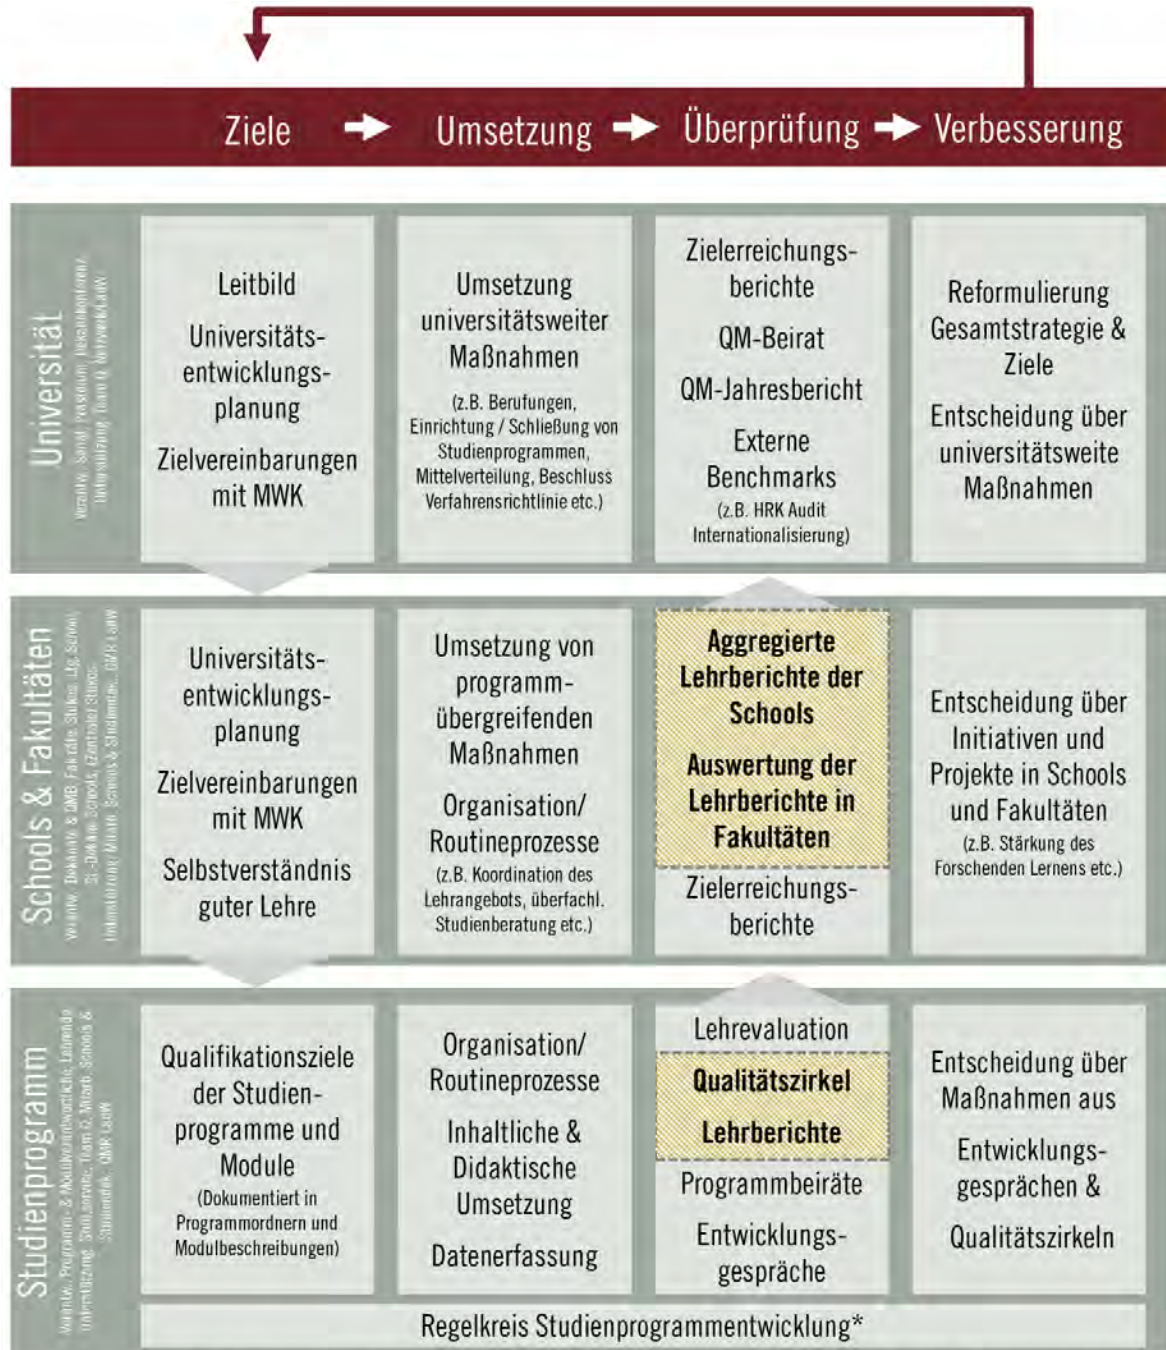 Ziele
Umsetzung
Überprüfung
Verbesserung
Universität
Leitbild
Universitäts-
entwicklungs-
planung
Zielvereinbarungen
mit MWK
Umsetzung
universitätsweiter
Maßnahmen
(z.B. Berufungen,
Einrichtung / Schließung von
Studienprogrammen,
Mittelverteilung, Beschluss
Verfahrensrichtlinie etc.)
Zielerreichungs-
berichte
QM-Beirat
QM-Jahresbericht
Externe
Benchmarks
(z.B. HRK Audit
Internationalisierung)
Reformulierung
Gesamtstrategie &
Ziele
Entscheidung über
universitätsweite
Maßnahmen
Schools & Fakultäten
Universitäts-
entwicklungs-
planung
Zielvereinbarungen
mit MWK
Selbstverständnis
guter Lehre
Umsetzung von
programm-
übergreifenden
Maßnahmen
Organisation/
Routineprozesse
(z.B. Koordination des
Lehrangebots, überfachl.
Studienberatung etc.)
Aggregierte
Lehrberichte der
Schools
Auswertung der
Lehrberichte in
Fakultäten
Zielerreichungs-
berichte
Entscheidung über
Initiativen und
Projekte in Schools
und Fakultäten
(z.B. Stärkung des
Forschenden Lernens etc.)
Studienprogramm
Verantw. Programm- & Modulverantwortliche, Lehrende
Qualifikationsziele
der Studien-
programme und
Module
(Dokumentiert in
Programmordnern und
Modulbeschreibungen)
Organisation/
Routineprozesse
Inhaltliche &
Didaktische
Umsetzung
Datenerfassung
Lehrevaluation
Qualitätszirkel
Lehrberichte
Programmbeiräte
Entwicklungs-
gespräche
Entscheidung über
Maßnahmen aus
Entwicklungs-
gesprächen &
Qualitätszirkeln
Regelkreis Studienprogrammentwicklung*